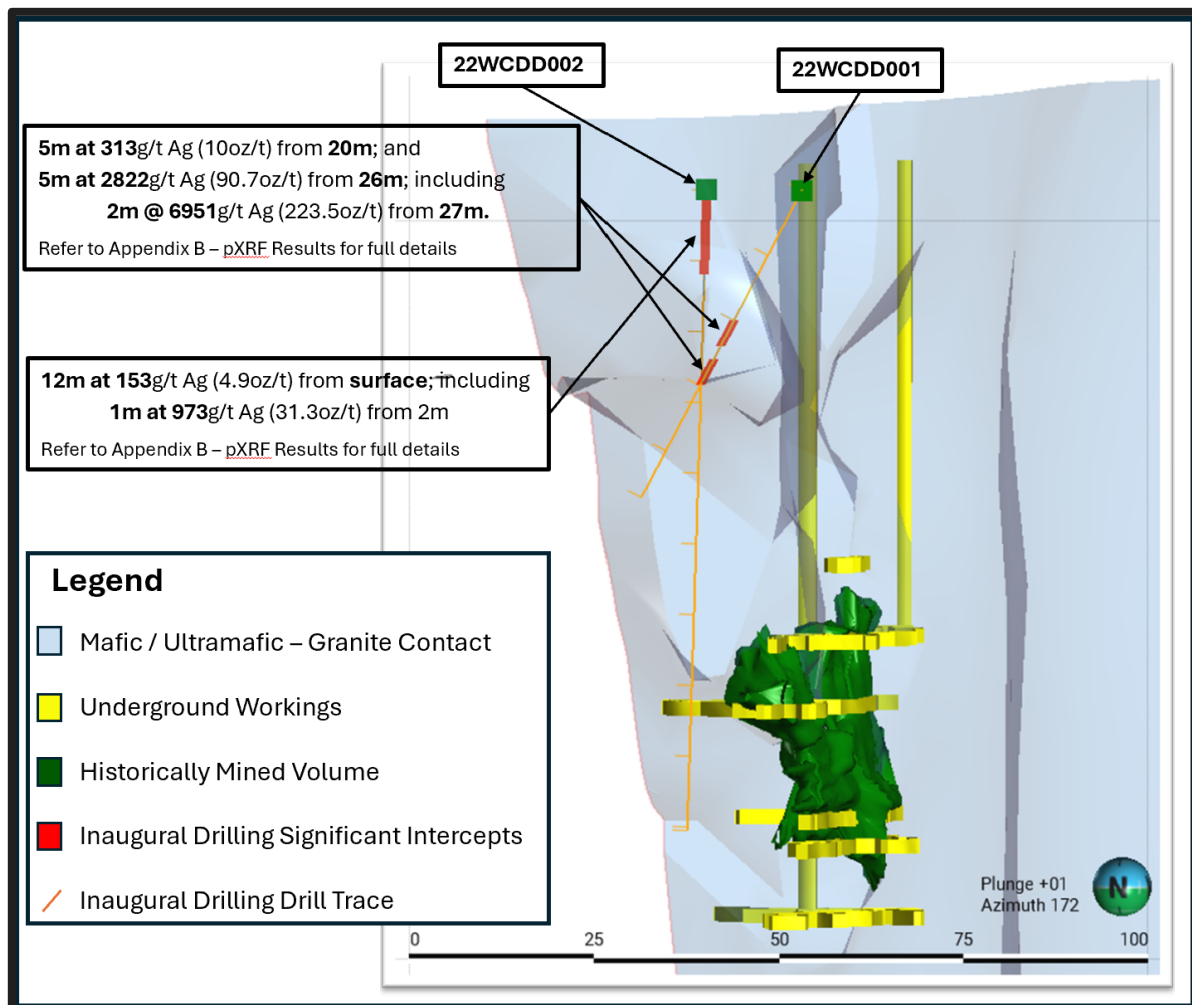 22WCDD002
22WCDD001
5m at 313g/t Ag (10oz/t) from 20m; and
5m at 2822g/t Ag (90.7oz/t) from 26m; including
2m @ 6951g/t Ag (223.5oz/t) from 27m.
Refer to Appendix B – pXRF Results for full details
12m at 153g/t Ag (4.9oz/t) from surface; including
1m at 973g/t Ag (31.3oz/t) from 2m
Refer to Appendix B – pXRF Results for full details
Legend
Mafic / Ultramafic – Granite Contact
Underground Workings
Historically Mined Volume
Inaugural Drilling Significant Intercepts
Inaugural Drilling Drill Trace
Plunge +01
Azimuth 172
N
0 25 50 75 100